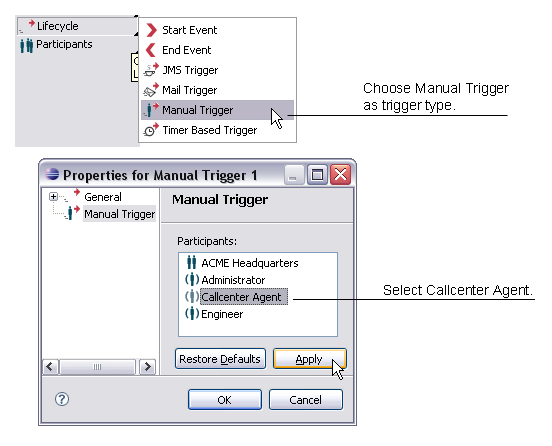 Lifecycle
Participants
Start Event
End Event
JMS Trigger
Mail Trigger
Manual Trigger
Timer Based Trigger
Choose Manual Trigger
as trigger type.
Properties for Manual Trigger 1
General
Manual Trigger
Manual Trigger
Participants:
ACME Headquarters
Administrator
Callcenter Agent
Engineer
Select Callcenter Agent.
Restore Defaults
Apply
OK
Cancel